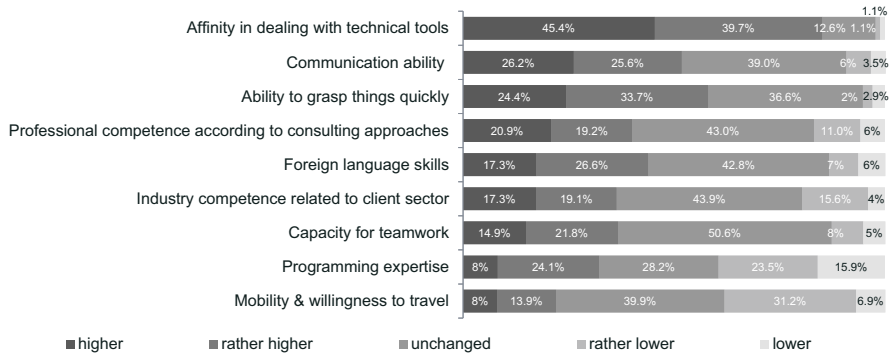 1.1%
Affinity in dealing with technical tools 45.4% 39.7% 12.6% 1.1%
Communication ability 26.2% 25.6% 39.0% 6% 3.5%
Ability to grasp things quickly 24.4% 33.7% 36.6% 2% 2.9%
Professional competence according to consulting approaches 20.9% 19.2% 43.0% 11.0% 6%
Foreign language skills 17.3% 26.6% 42.8% 7% 6%
Industry competence related to client sector 17.3% 19.1% 43.9% 15.6% 4%
Capacity for teamwork 14.9% 21.8% 50.6% 8% 5%
Programming expertise 8% 24.1% 28.2% 23.5% 15.9%
Mobility & willingness to travel 8% 13.9% 39.9% 31.2% 6.9%
higher rather higher unchanged rather lower lower